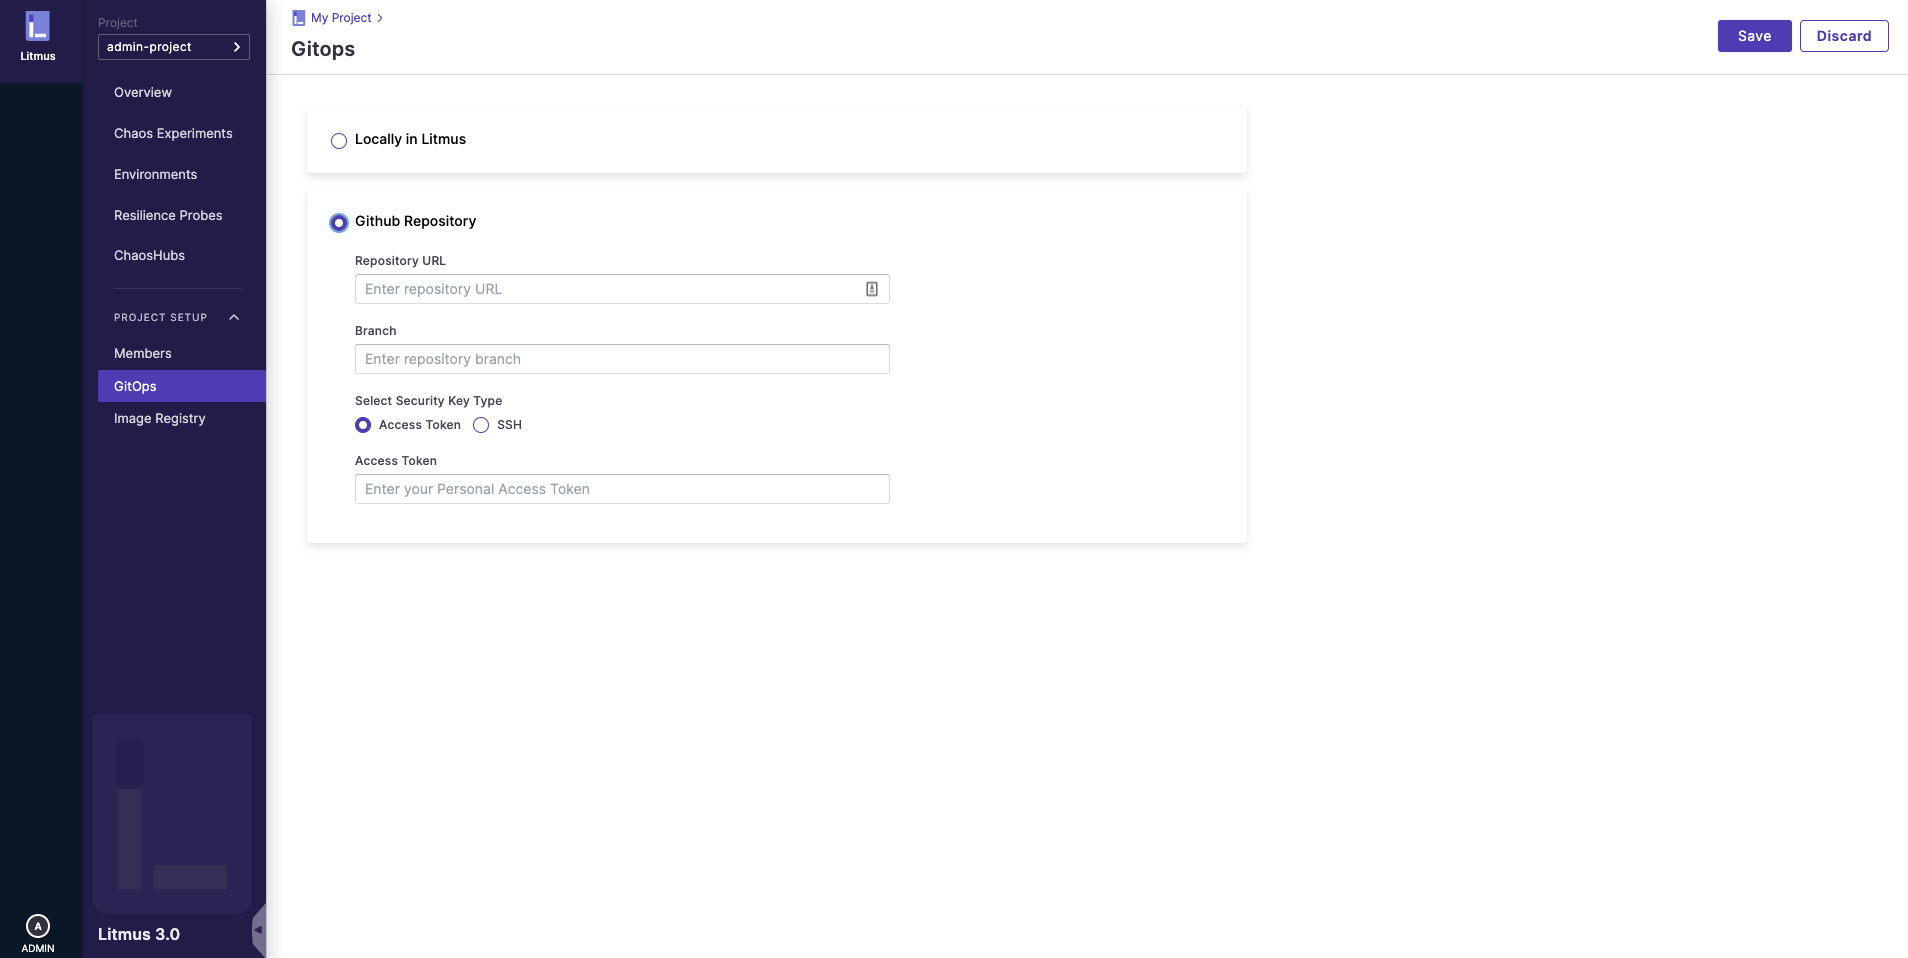 Litmus
Project
admin-project
Overview
Chaos Experiments
Environments
Resilience Probes
ChaosHubs
PROJECT SETUP
Members
GitOps
Image Registry
Litmus 3.0
A
ADMIN
My Project
Gitops
Save
Discard
Locally in Litmus
Github Repository
Repository URL
Enter repository URL
Branch
Enter repository branch
Select Security Key Type
Access Token SSH
Access Token
Enter your Personal Access Token